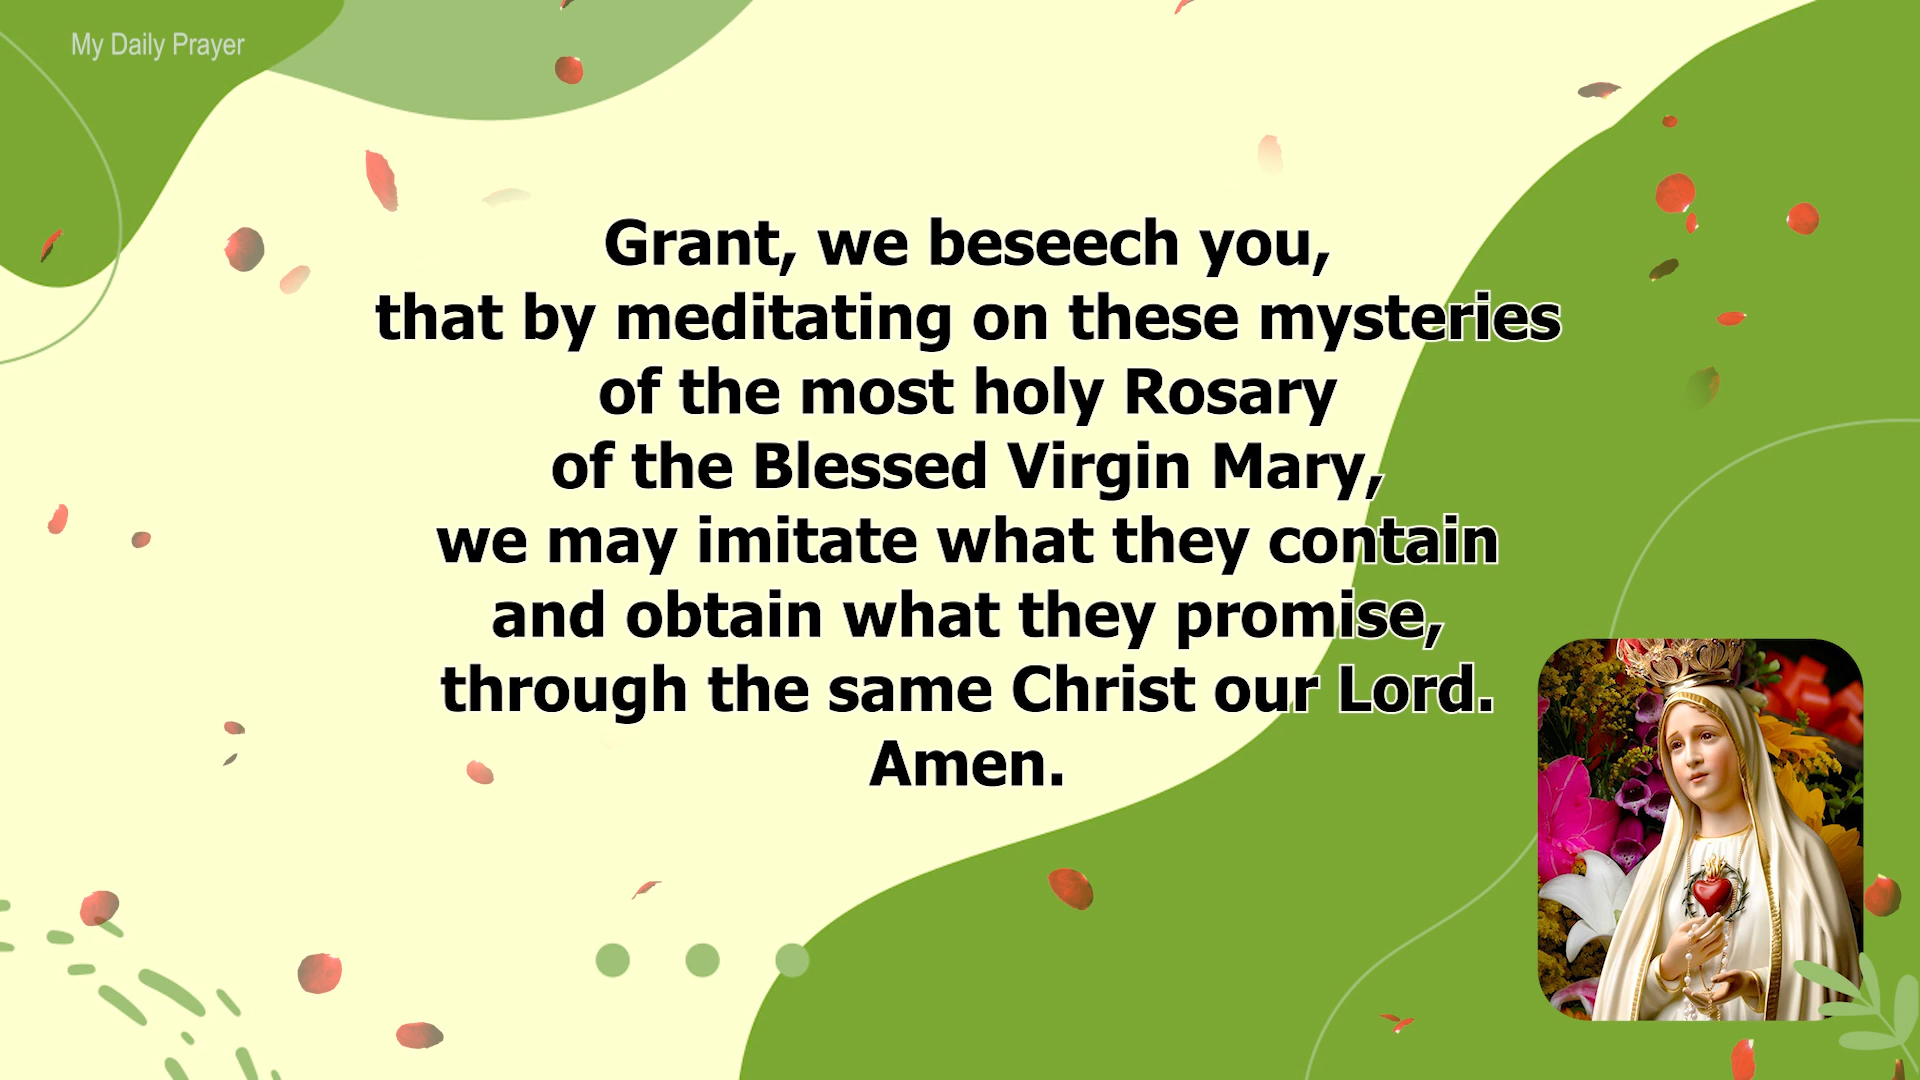 My Daily Prayer
Grant, we beseech you,
that by meditating on these mysteries
of the most holy Rosary
of the Blessed Virgin Mary,
we may imitate what they contain
and obtain what they promise,
through the same Christ our Lord.
Amen.